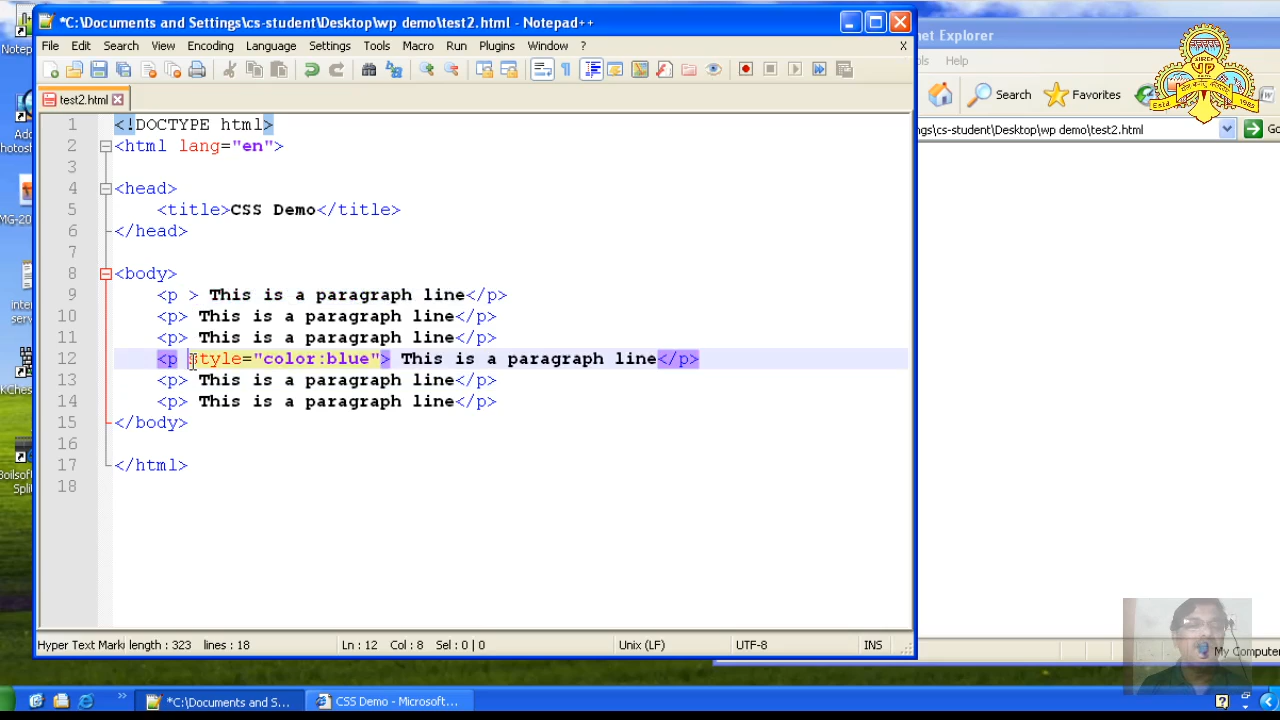 *C:\Documents and Settings\cs-student\Desktop\wp demo\test2.html - Notepad++
net Explorer
File Edit Search View Encoding Language Settings Tools Macro Run Plugins Window ? X
Help
Search Favorites
test2.html
gs\cs-student\Desktop\wp demo\test2.html
Estd 1982
1 <!DOCTYPE html>
2 <html lang="en">
3
4 <head>
5 <title>CSS Demo</title>
6 </head>
7
8 <body>
9 <p > This is a paragraph line</p>
10 <p> This is a paragraph line</p>
11 <p> This is a paragraph line</p>
12 <p style="color:blue"> This is a paragraph line</p>
13 <p> This is a paragraph line</p>
14 <p> This is a paragraph line</p>
15 </body>
16
17 </html>
18
Hyper Text Mark length : 323 lines : 18 Ln : 12 Col : 8 Sel : 0 | 0 Unix (LF) UTF-8 INS
My Computer
*C:\Documents and S... CSS Demo - Microsoft...